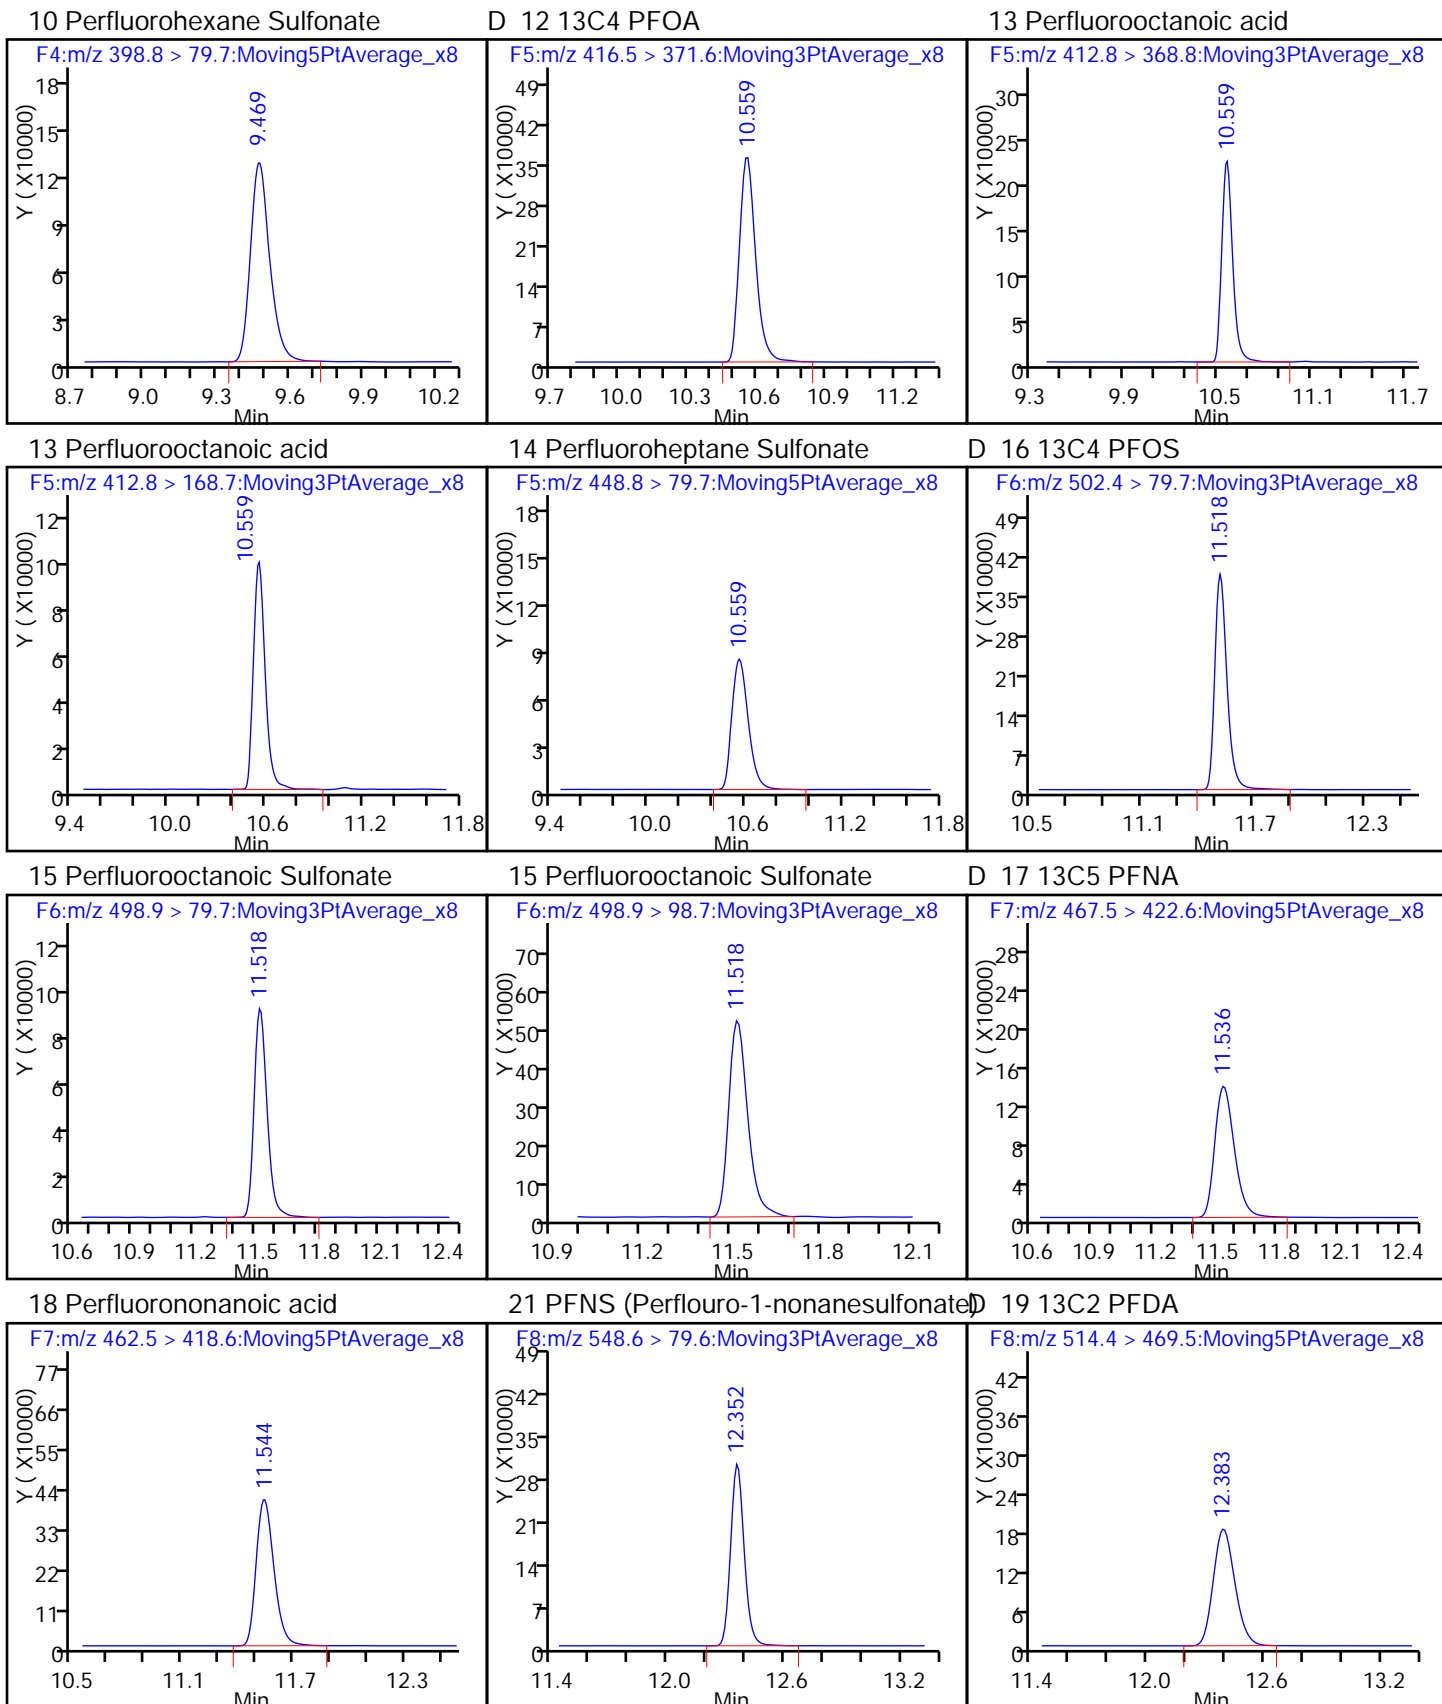 10 Perfluorohexane Sulfonate
F4:m/z 398.8 > 79.7:Moving5PtAverage_x8
Y ( X10000)
18
15
12
9
6
3
0
9.469
8.7 9.0 9.3 9.6 9.9 10.2
Min
D 12 13C4 PFOA
F5:m/z 416.5 > 371.6:Moving3PtAverage_x8
Y ( X10000)
49
42
35
28
21
14
7
0
10.559
9.7 10.0 10.3 10.6 10.9 11.2
Min
13 Perfluorooctanoic acid
F5:m/z 412.8 > 368.8:Moving3PtAverage_x8
Y ( X10000)
30
25
20
15
10
5
0
10.559
9.3 9.9 10.5 11.1 11.7
Min
13 Perfluorooctanoic acid
F5:m/z 412.8 > 168.7:Moving3PtAverage_x8
Y ( X10000)
12
10
8
6
4
2
0
10.559
9.4 10.0 10.6 11.2 11.8
Min
14 Perfluoroheptane Sulfonate
F5:m/z 448.8 > 79.7:Moving5PtAverage_x8
Y ( X10000)
18
15
12
9
6
3
0
10.559
9.4 10.0 10.6 11.2 11.8
Min
D 16 13C4 PFOS
F6:m/z 502.4 > 79.7:Moving3PtAverage_x8
Y ( X10000)
49
42
35
28
21
14
7
0
11.518
10.5 11.1 11.7 12.3
Min
15 Perfluorooctanoic Sulfonate
F6:m/z 498.9 > 79.7:Moving3PtAverage_x8
Y ( X10000)
12
10
8
6
4
2
0
11.518
10.6 10.9 11.2 11.5 11.8 12.1 12.4
Min
15 Perfluorooctanoic Sulfonate
F6:m/z 498.9 > 98.7:Moving3PtAverage_x8
Y ( X1000)
70
60
50
40
30
20
10
0
11.518
10.9 11.2 11.5 11.8 12.1
Min
D 17 13C5 PFNA
F7:m/z 467.5 > 422.6:Moving5PtAverage_x8
Y ( X10000)
28
24
20
16
12
8
4
0
11.536
10.6 10.9 11.2 11.5 11.8 12.1 12.4
Min
18 Perfluorononanoic acid
F7:m/z 462.5 > 418.6:Moving5PtAverage_x8
Y ( X10000)
77
66
55
44
33
22
11
0
11.544
10.5 11.1 11.7 12.3
Min
21 PFNS (Perflouro-1-nonanesulfonate)
F8:m/z 548.6 > 79.6:Moving3PtAverage_x8
Y ( X10000)
49
42
35
28
21
14
7
0
12.352
11.4 12.0 12.6 13.2
Min
D 19 13C2 PFDA
F8:m/z 514.4 > 469.5:Moving5PtAverage_x8
Y ( X10000)
42
36
30
24
18
12
6
0
12.383
11.4 12.0 12.6 13.2
Min